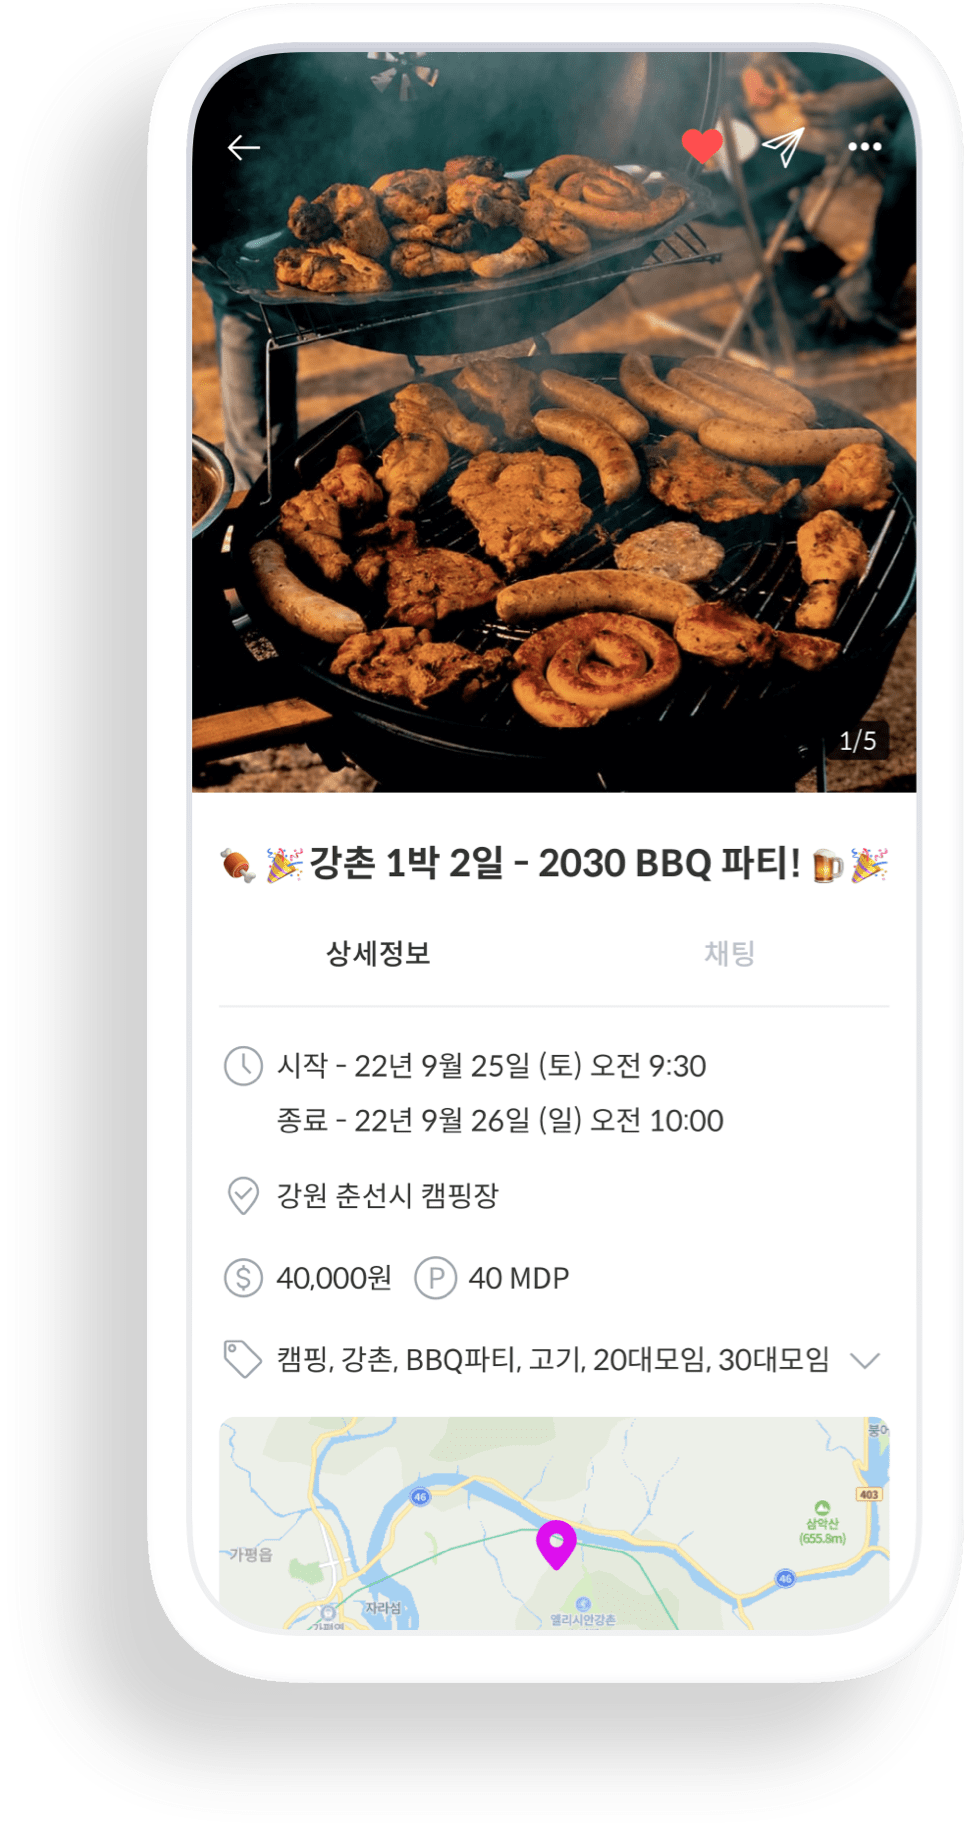 1/5
🍖 🎉 강촌 1박 2일 - 2030 BBQ 파티! 🍺 🎉
상세정보 채팅
시작 - 22년 9월 25일 (토) 오전 9:30
종료 - 22년 9월 26일 (일) 오전 10:00
강원 춘선시 캠핑장
$ 40,000원 P 40 MDP
캠핑, 강촌, BBQ파티, 고기, 20대모임, 30대모임
붕어
46
403
삼악산
(655.8m)
가평읍
46
자라섬
엘리시안강촌
가평역